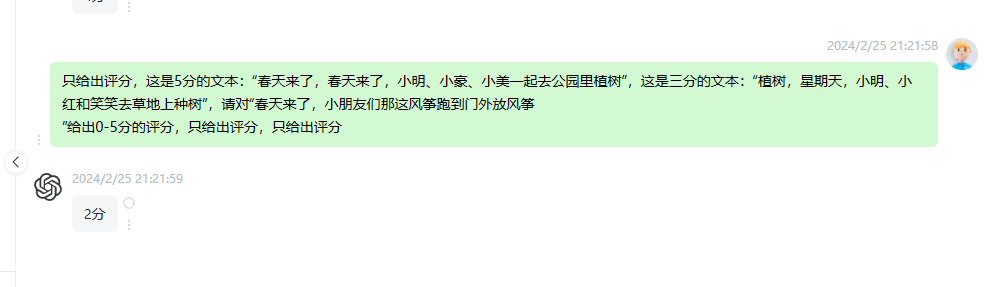 2024/2/25 21:21:58
只给出评分，这是5分的文本：“春天来了，春天来了，小明、小豪、小美一起去公园里植树”，这是三分的文本：“植树，星期天，小明、小
红和笑笑去草地上种树”，请对“春天来了，小朋友们那这风筝跑到门外放风筝
”给出0-5分的评分，只给出评分，只给出评分
2024/2/25 21:21:59
2分